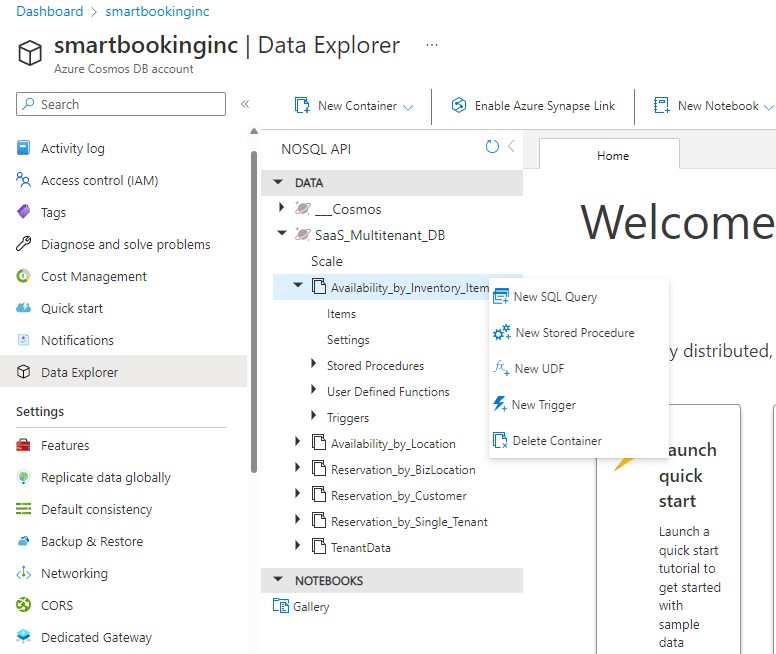 Dashboard > smartbookinginc
smartbookinginc | Data Explorer ...
Azure Cosmos DB account
Search
«
Activity log
Access control (IAM)
Tags
Diagnose and solve problems
Cost Management
Quick start
Notifications
Data Explorer
Settings
Features
Replicate data globally
Default consistency
Backup & Restore
Networking
CORS
Dedicated Gateway
New Container
Enable Azure Synapse Link
New Notebook
NOSQL API
DATA
___Cosmos
SaaS_Multitenant_DB
Scale
Availability_by_Inventory_Item
Items
Settings
Stored Procedures
User Defined Functions
Triggers
Availability_by_Location
Reservation_by_BizLocation
Reservation_by_Customer
Reservation_by_Single_Tenant
TenantData
NOTEBOOKS
Gallery
New SQL Query
New Stored Procedure
New UDF
New Trigger
Delete Container
Home
Welcome
y distributed,
aunch
quick
start
Launch a
quick start
tutorial to
get started
with
sample
data